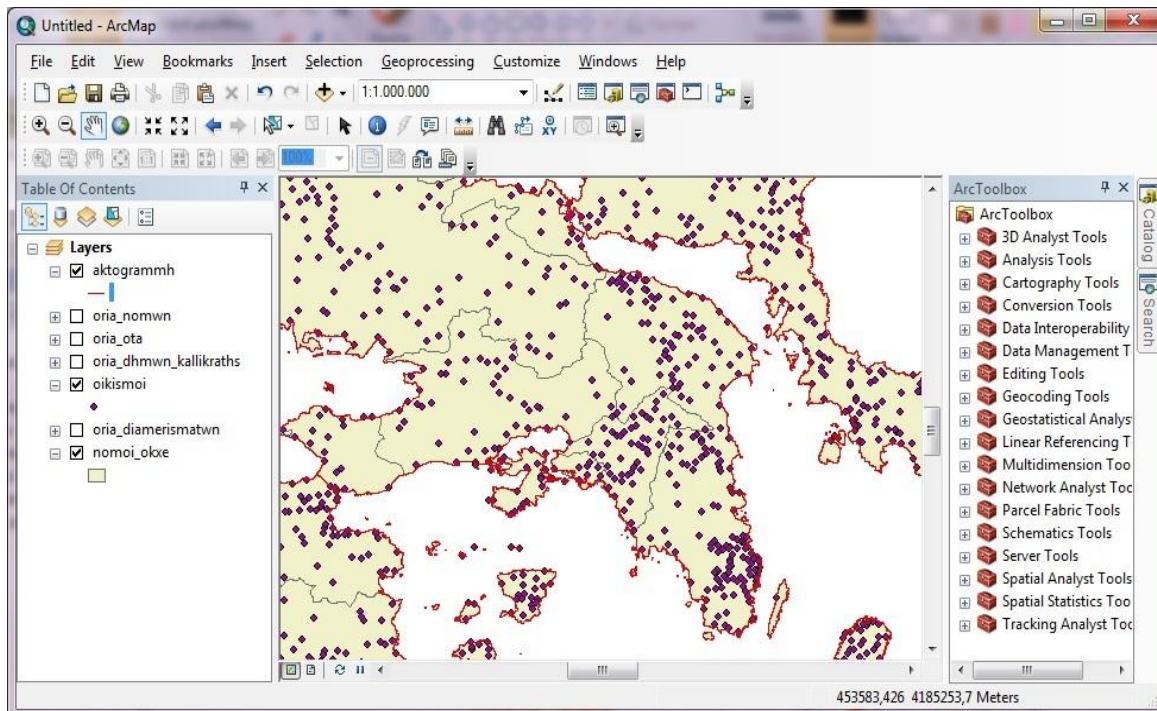 Untitled - ArcMap
File Edit View Bookmarks Insert Selection Geoprocessing Customize Windows Help
1:1.000.000
100%
Table Of Contents
Layers
aktogrammh
oria_nomwn
oria_ota
oria_dhmwn_kallikraths
oikismoi
oria_diamerismatwn
nomoi_okxe
ArcToolbox
ArcToolbox
3D Analyst Tools
Analysis Tools
Cartography Tools
Conversion Tools
Data Interoperability
Data Management T
Editing Tools
Geocoding Tools
Geostatistical Analys
Linear Referencing T
Multidimension Too
Network Analyst Toc
Parcel Fabric Tools
Schematics Tools
Server Tools
Spatial Analyst Tools
Spatial Statistics Too
Tracking Analyst Toc
Catalog
Search
453583,426 4185253,7 Meters